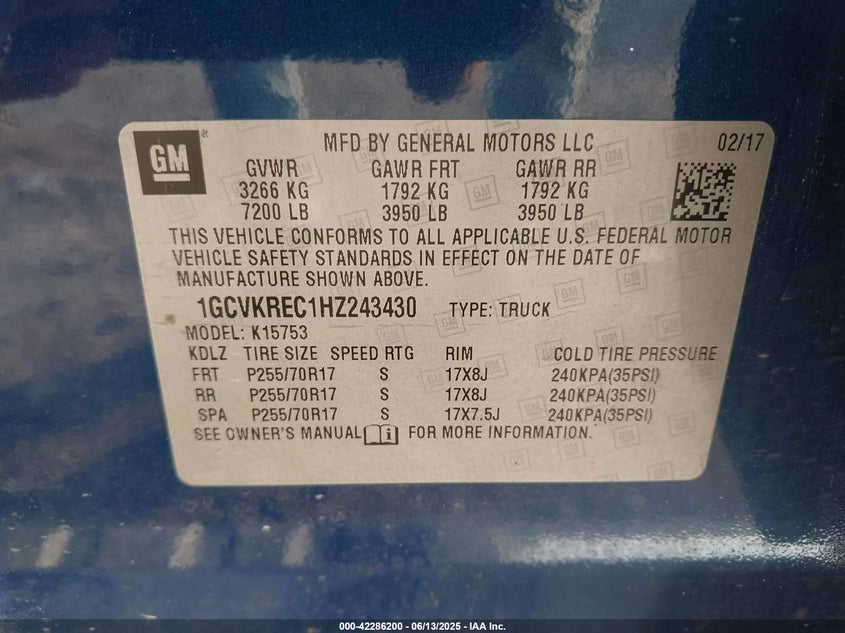 GM
MFD BY GENERAL MOTORS LLC 02/17
GVWR GAWR FRT GAWR RR
3266 KG 1792 KG 1792 KG
7200 LB 3950 LB 3950 LB
THIS VEHICLE CONFORMS TO ALL APPLICABLE U.S. FEDERAL MOTOR
VEHICLE SAFETY STANDARDS IN EFFECT ON THE DATE OF
MANUFACTURE SHOWN ABOVE.
1GCVKREC1HZ243430 TYPE: TRUCK
MODEL: K15753
KDLZ TIRE SIZE SPEED RTG RIM COLD TIRE PRESSURE
FRT P255/70R17 S 17X8J 240KPA(35PSI)
RR P255/70R17 S 17X8J 240KPA(35PSI)
SPA P255/70R17 S 17X7.5J 240KPA(35PSI)
SEE OWNER'S MANUAL i FOR MORE INFORMATION.
000-42286200 - 06/13/2025 - IAA Inc.